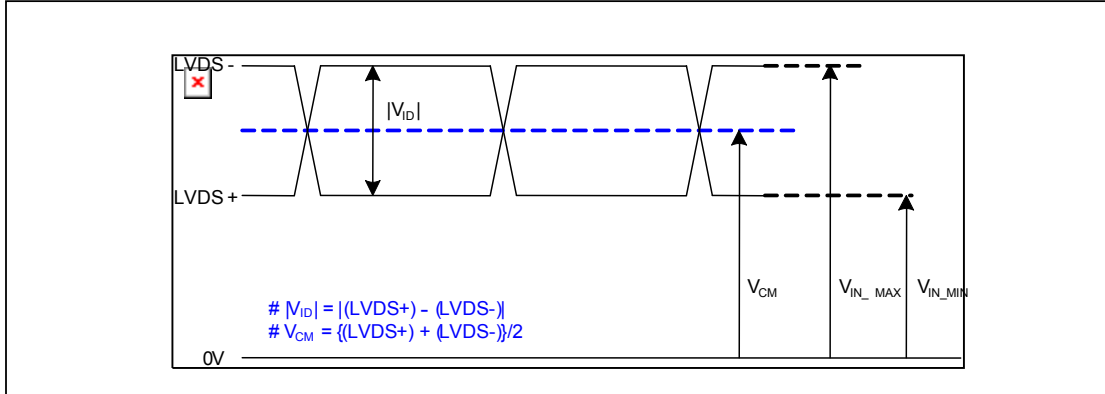 LVDS -
|V_ID|
LVDS +
V_CM
V_IN_ MAX
V_IN_MIN
# |V_ID| = |(LVDS+) - (LVDS-)|
# V_CM = {(LVDS+) + (LVDS-)}/2
0V